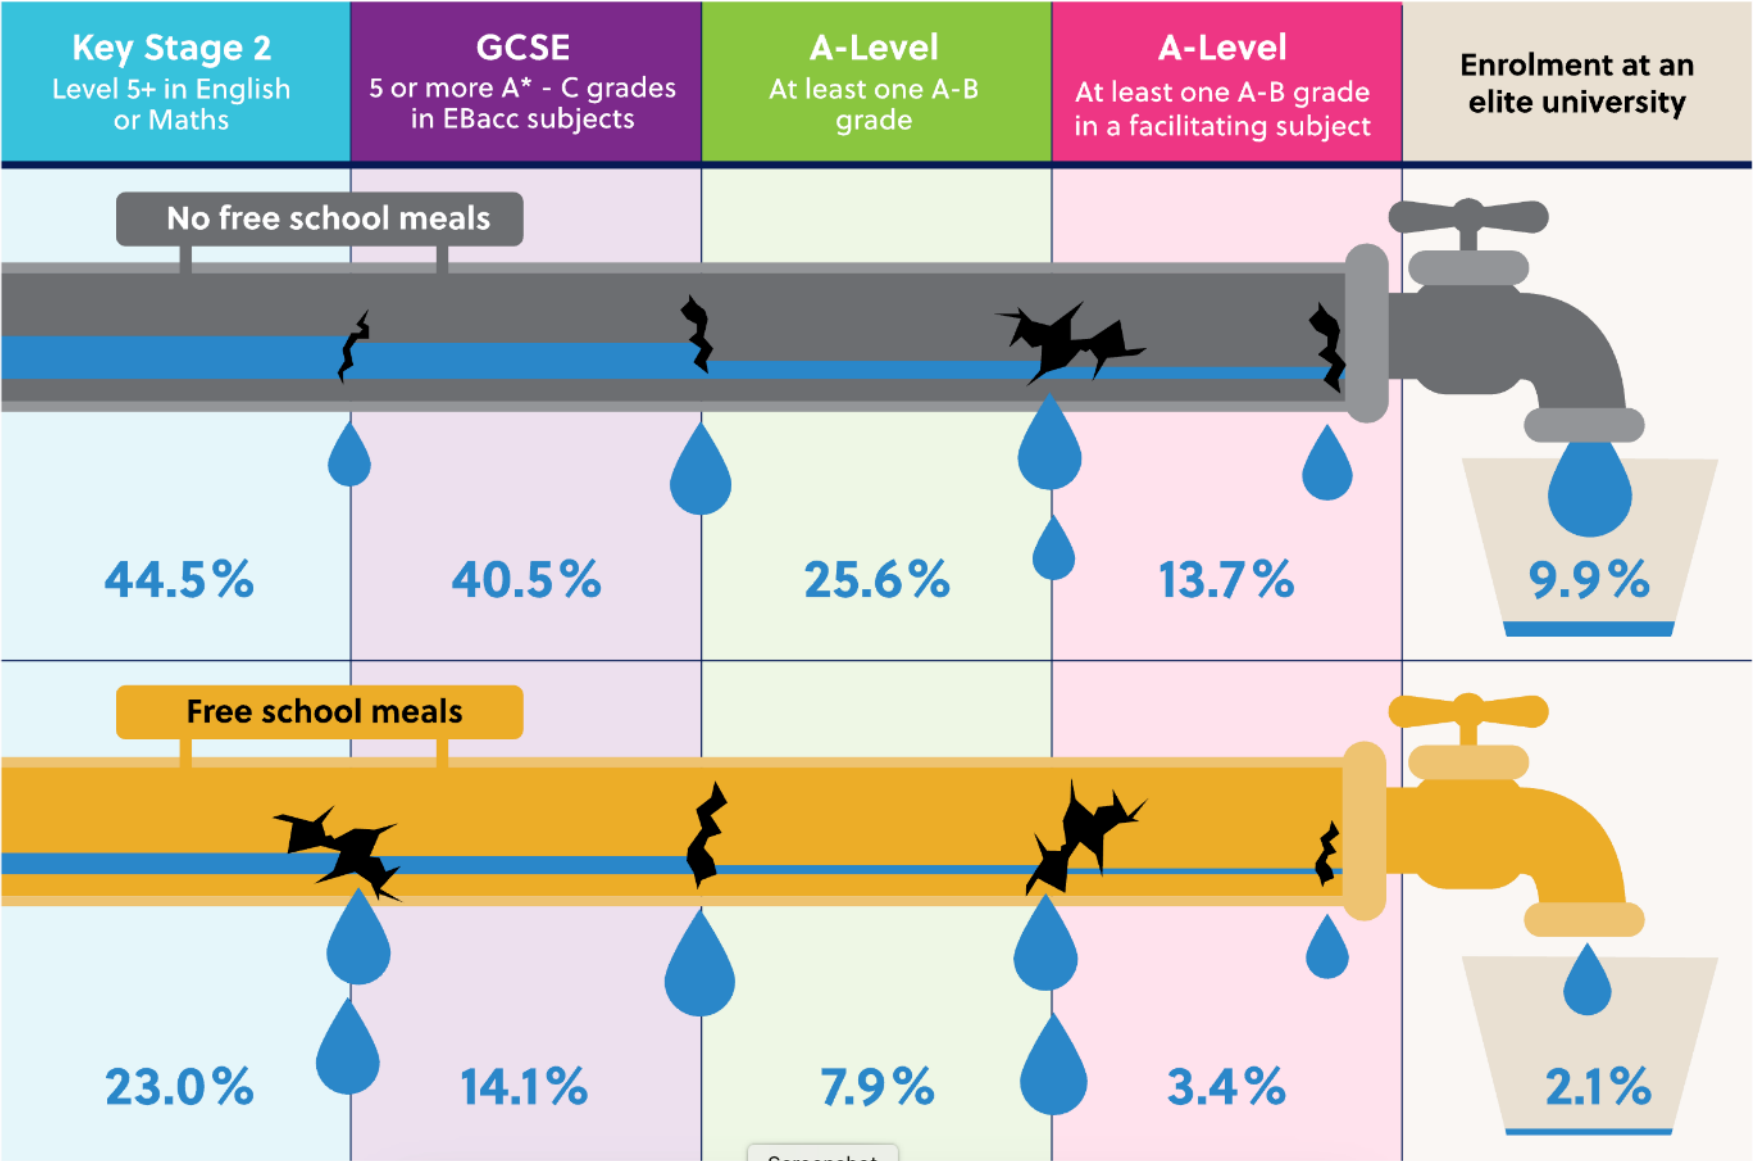 Key Stage 2
Level 5+ in English
or Maths
GCSE
5 or more A* - C grades
in EBacc subjects
A-Level
At least one A-B
grade
A-Level
At least one A-B grade
in a facilitating subject
Enrolment at an
elite university
No free school meals
44.5%
40.5%
25.6%
13.7%
9.9%
Free school meals
23.0%
14.1%
7.9%
3.4%
2.1%
Screenshot